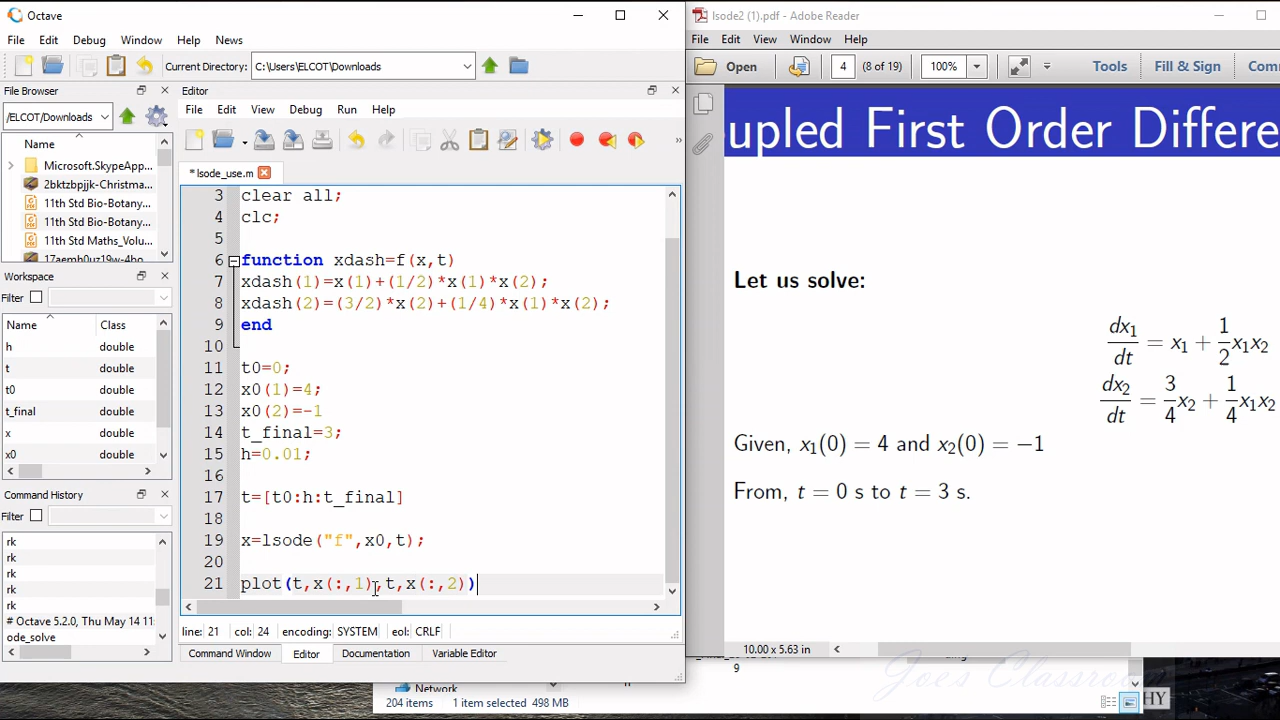 Octave
File Edit Debug Window Help News
Current Directory: C:\Users\ELCOT\Downloads
File Browser
/ELCOT/Downloads
Name
Microsoft.SkypeApp...
2bktzbpjjk-Christma...
11th Std Bio-Botany...
11th Std Bio-Botany...
11th Std Maths_Volu...
Workspace
Filter
Name Class
h double
t double
t0 double
t_final double
x double
x0 double
Command History
Filter
rk
rk
rk
rk
rk
# Octave 5.2.0, Thu May 14 11:
ode_solve
Editor
File Edit View Debug Run Help
* lsode_use.m
3 clear all;
4 clc;
5
6 function xdash=f(x,t)
7 xdash(1)=x(1)+(1/2)*x(1)*x(2);
8 xdash(2)=(3/2)*x(2)+(1/4)*x(1)*x(2);
9 end
10
11 t0=0;
12 x0(1)=4;
13 x0(2)=-1
14 t_final=3;
15 h=0.01;
16
17 t=[t0:h:t_final]
18
19 x=lsode("f",x0,t);
20
21 plot(t,x(:,1),t,x(:,2))
line: 21 col: 24 encoding: SYSTEM eol: CRLF
Command Window Editor Documentation Variable Editor
lsode2 (1).pdf - Adobe Reader
File Edit View Window Help
Open 4 (8 of 19) 100% Tools Fill & Sign Com
upled First Order Differe
Let us solve:
dx₁/dt = x₁ + 1/2 x₁x₂
dx₂/dt = 3/4 x₂ + 1/4 x₁x₂
Given, x₁(0) = 4 and x₂(0) = −1
From, t = 0 s to t = 3 s.
10.00 x 5.63 in
9
Joes Classroom
Network
204 items 1 item selected 498 MB
HY